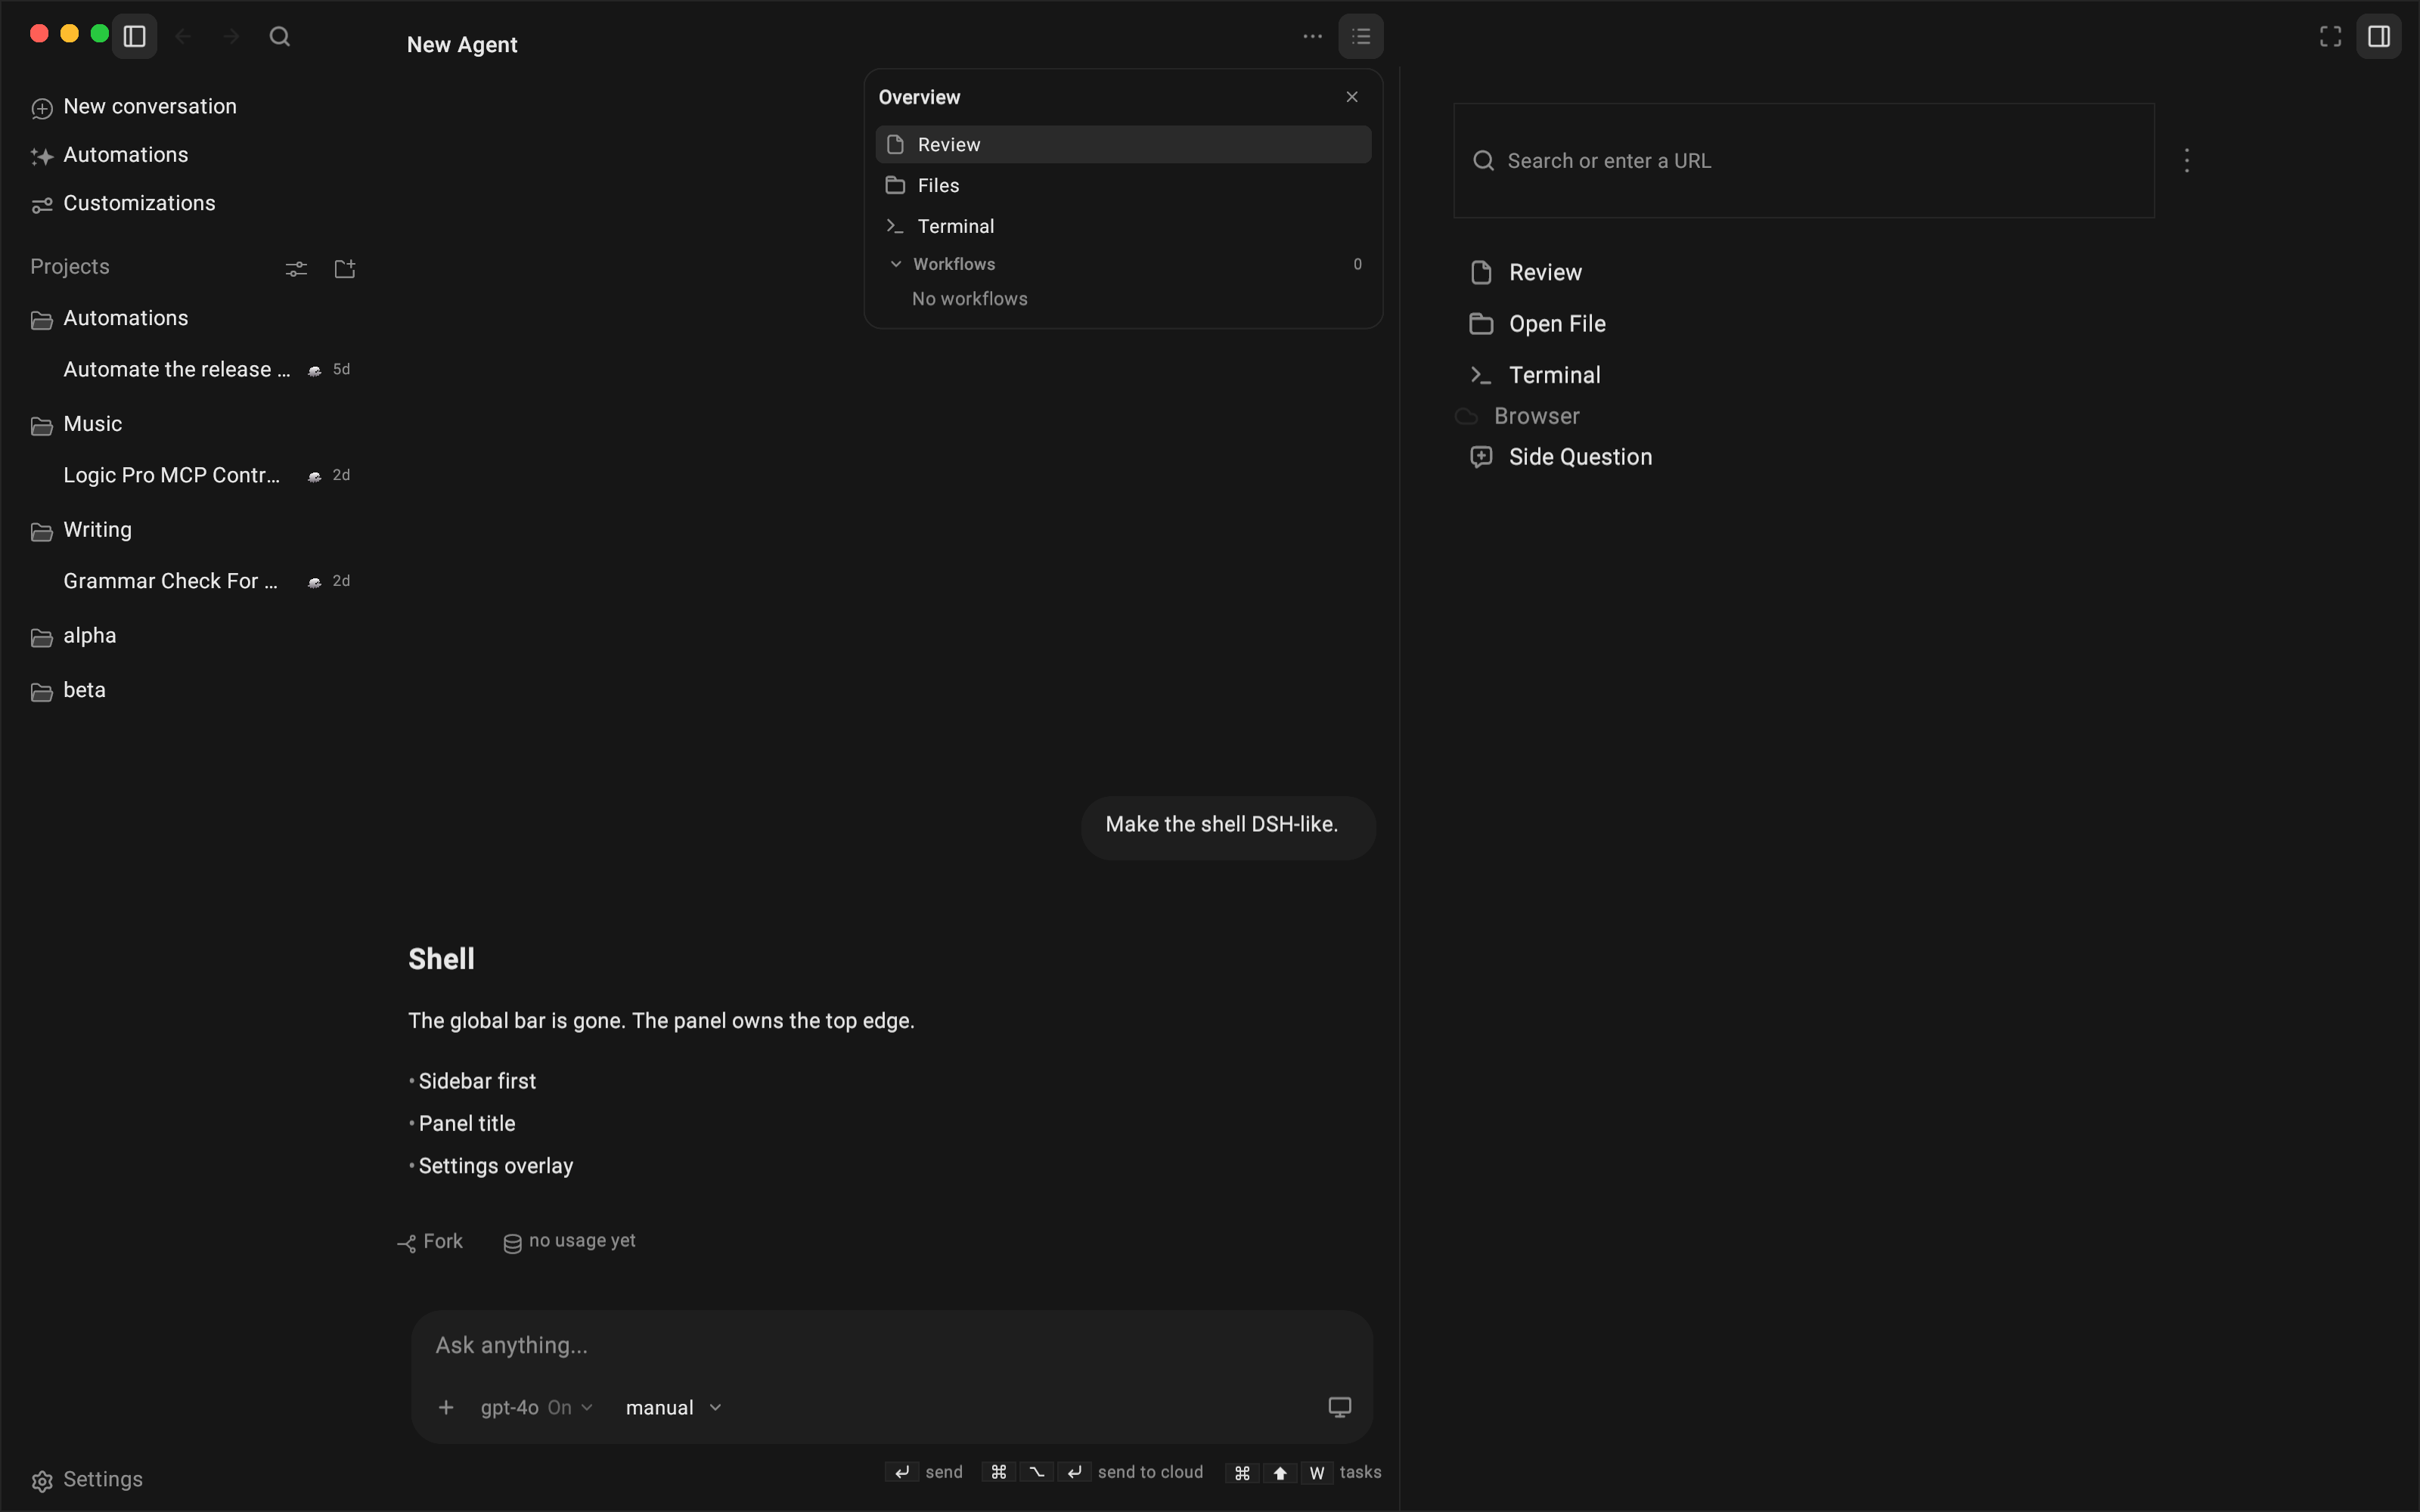 New Agent
New conversation
Automations
Customizations
Projects
Automations
Automate the release ... 5d
Music
Logic Pro MCP Contr... 2d
Writing
Grammar Check For ... 2d
alpha
beta
Settings
Overview
Review
Files
Terminal
Workflows 0
No workflows
Make the shell DSH-like.
Shell
The global bar is gone. The panel owns the top edge.
• Sidebar first
• Panel title
• Settings overlay
Fork no usage yet
Ask anything...
gpt-4o On manual
send send to cloud W tasks
Search or enter a URL
Review
Open File
Terminal
Browser
Side Question